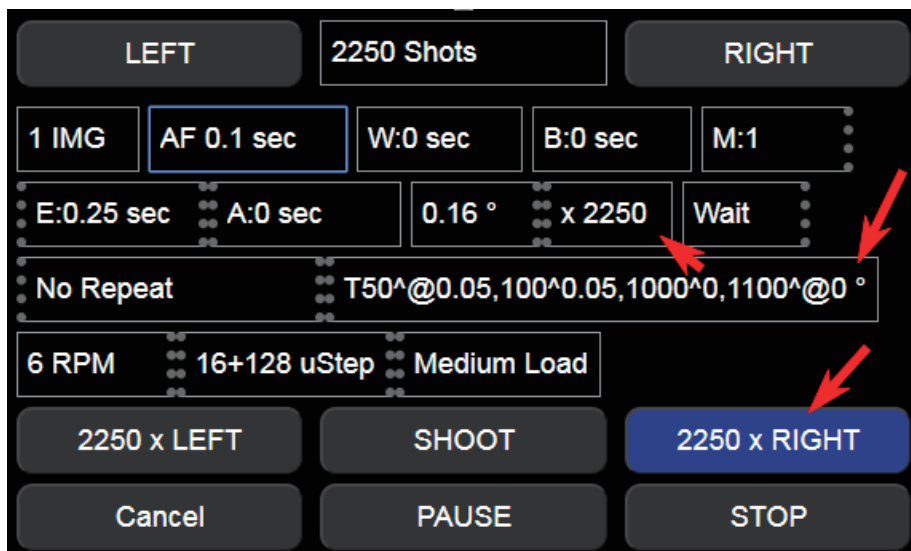 LEFT 2250 Shots RIGHT
1 IMG AF 0.1 sec W:0 sec B:0 sec M:1
E:0.25 sec A:0 sec 0.16 ° x 2250 Wait
No Repeat T50^@0.05,100^0.05,1000^0,1100^@0 °
6 RPM 16+128 uStep Medium Load
2250 x LEFT SHOOT 2250 x RIGHT
Cancel PAUSE STOP